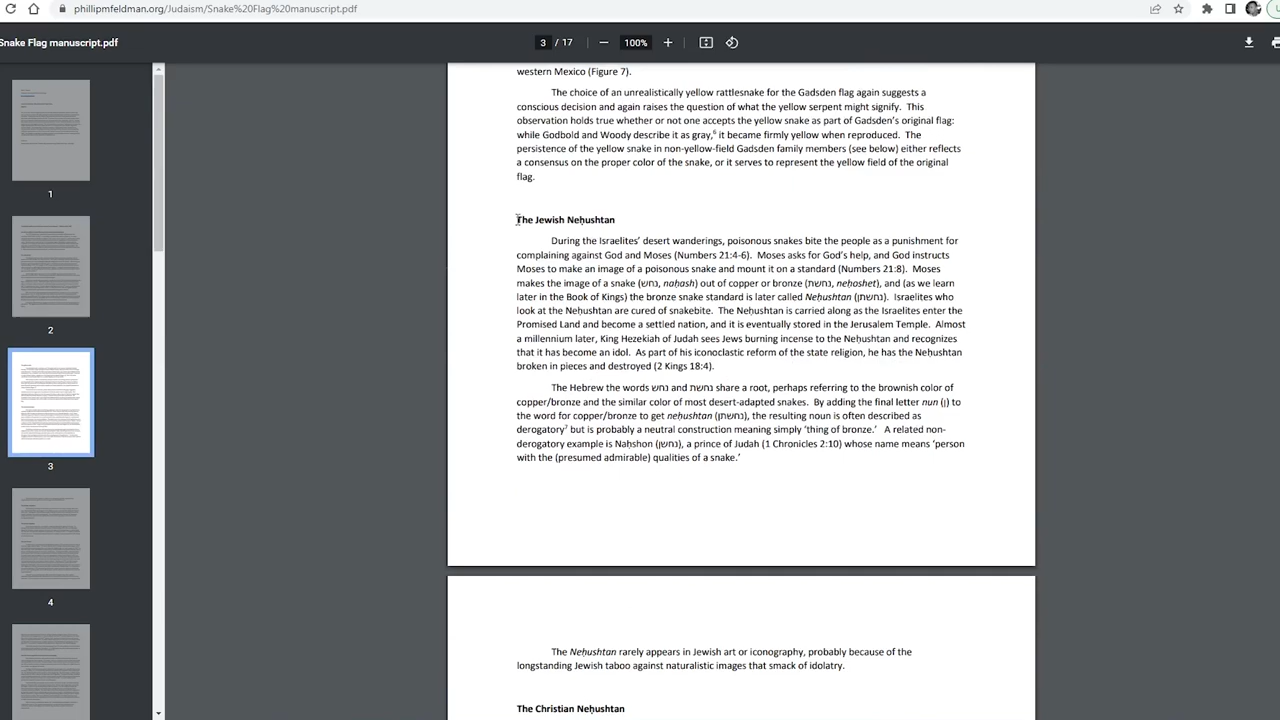 phillipmfeldman.org/Judaism/Snake%20Flag%20manuscript.pdf
Snake Flag manuscript.pdf
3 / 17
100%
1
2
3
4
western Mexico (Figure 7).
The choice of an unrealistically yellow rattlesnake for the Gadsden flag again suggests a
conscious decision and again raises the question of what the yellow serpent might signify. This
observation holds true whether or not one accepts the yellow snake as part of Gadsden's original flag:
while Godbold and Woody describe it as gray,⁶ it became firmly yellow when reproduced. The
persistence of the yellow snake in non-yellow-field Gadsden family members (see below) either reflects
a consensus on the proper color of the snake, or it serves to represent the yellow field of the original
flag.
The Jewish Neḥushtan
During the Israelites' desert wanderings, poisonous snakes bite the people as a punishment for
complaining against God and Moses (Numbers 21:4-6). Moses asks for God's help, and God instructs
Moses to make an image of a poisonous snake and mount it on a standard (Numbers 21:8). Moses
makes the image of a snake (נחש, naḥash) out of copper or bronze (נחשת, neḥoshet), and (as we learn
later in the Book of Kings) the bronze snake standard is later called Neḥushtan (נחשתן). Israelites who
look at the Neḥushtan are cured of snakebite. The Neḥushtan is carried along as the Israelites enter the
Promised Land and become a settled nation, and it is eventually stored in the Jerusalem Temple. Almost
a millennium later, King Hezekiah of Judah sees Jews burning incense to the Neḥushtan and recognizes
that it has become an idol. As part of his iconoclastic reform of the state religion, he has the Neḥushtan
broken in pieces and destroyed (2 Kings 18:4).
The Hebrew the words נחש and נחשת share a root, perhaps referring to the brownish color of
copper/bronze and the similar color of most desert-adapted snakes. By adding the final letter nun (ן) to
the word for copper/bronze to get neḥushtan (נחשתן), the resulting noun is often described as
derogatory⁷ but is probably a neutral construction meaning simply 'thing of bronze.' A related non-
derogatory example is Naḥshon (נחשון), a prince of Judah (1 Chronicles 2:10) whose name means 'person
with the (presumed admirable) qualities of a snake.'
The Neḥushtan rarely appears in Jewish art or iconography, probably because of the
longstanding Jewish taboo against naturalistic images that smack of idolatry.
The Christian Neḥushtan